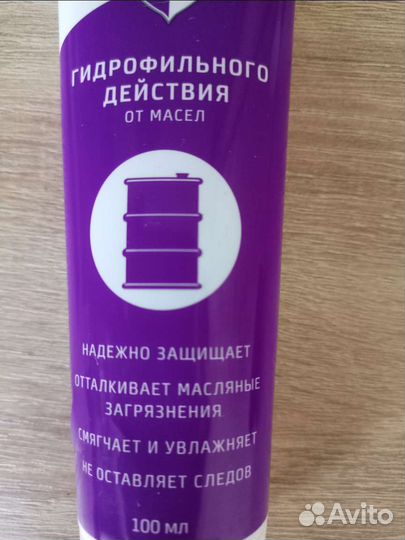 ГИДРОФИЛЬНОГО
ДЕЙСТВИЯ
ОТ МАСЕЛ
НАДЕЖНО ЗАЩИЩАЕТ
ОТТАЛКИВАЕТ МАСЛЯНЫЕ
ЗАГРЯЗНЕНИЯ
СМЯГЧАЕТ И УВЛАЖНЯЕТ
НЕ ОСТАВЛЯЕТ СЛЕДОВ
100 МЛ
Avito